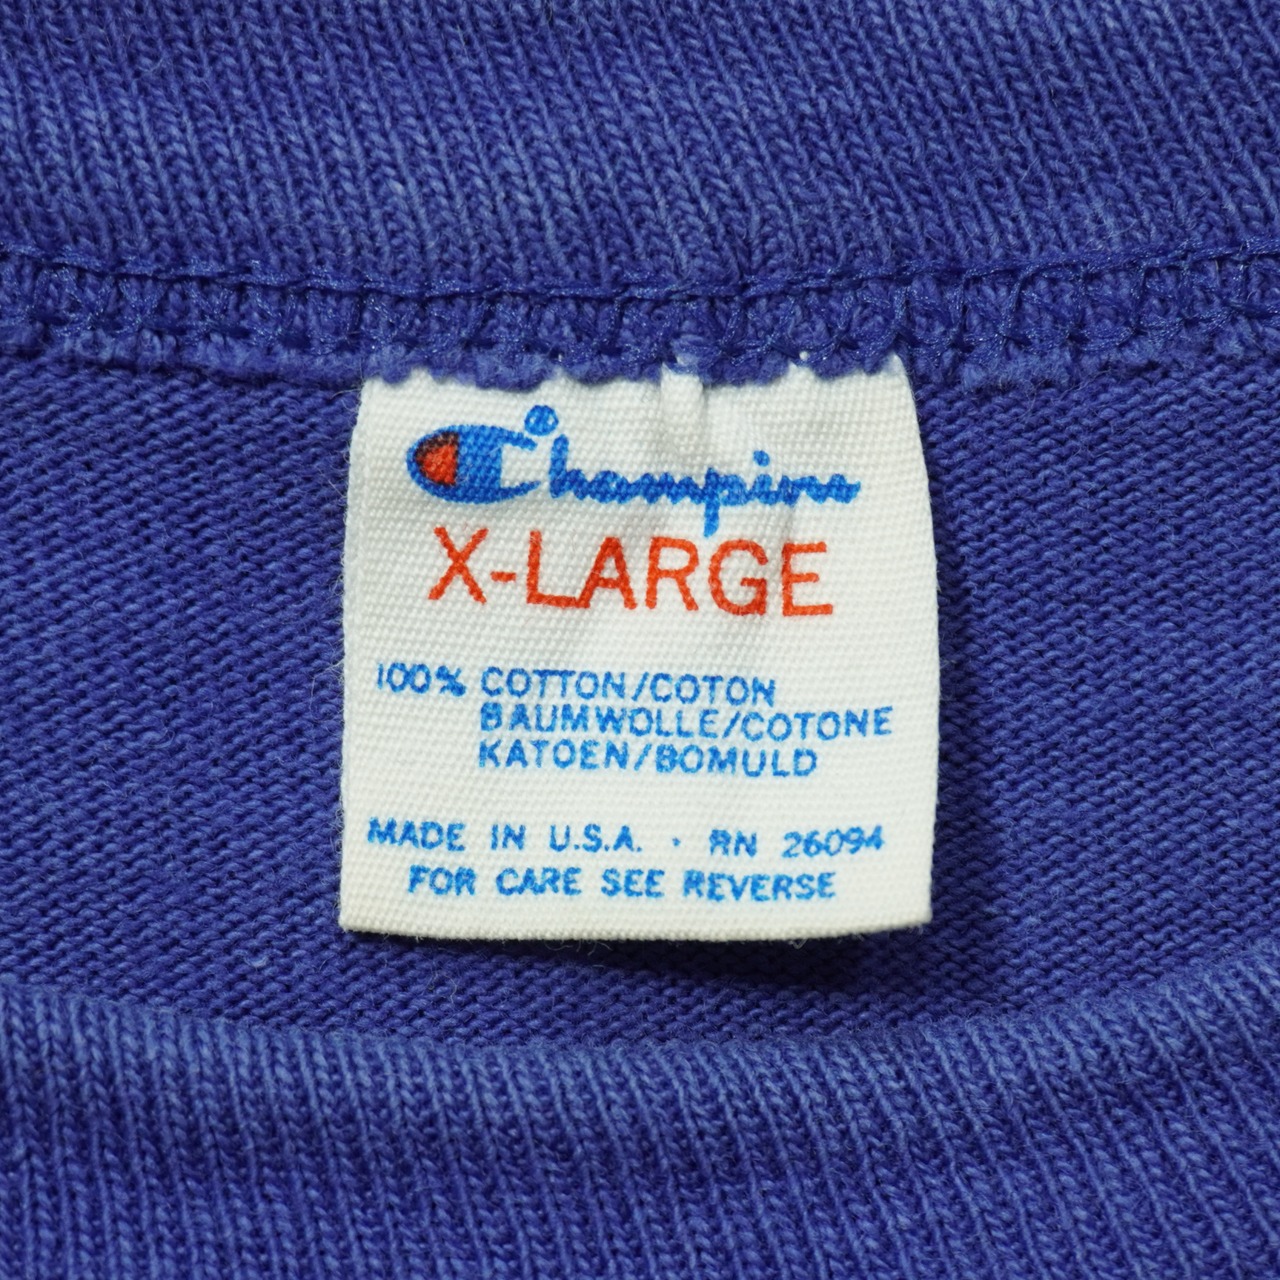 Champion
X-LARGE
100% COTTON/COTON
BAUMWOLLE/COTONE
KATOEN/BOMULD
MADE IN U.S.A. · RN 26094
FOR CARE SEE REVERSE